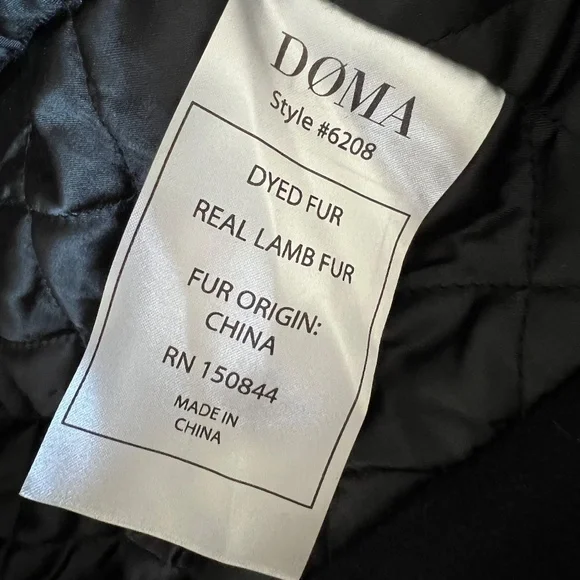 DØMA
Style #6208
DYED FUR
REAL LAMB FUR
FUR ORIGIN:
CHINA
RN 150844
MADE IN
CHINA